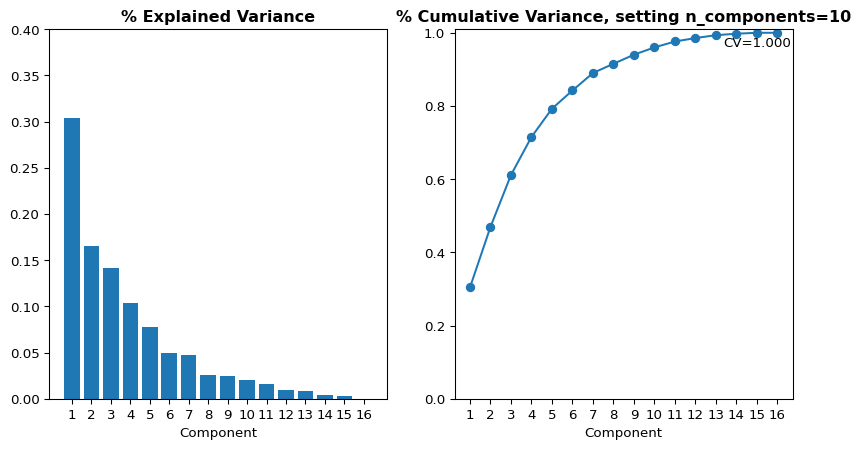 % Explained Variance
0.40
0.35
0.30
0.25
0.20
0.15
0.10
0.05
0.00
1 2 3 4 5 6 7 8 9 10 11 12 13 14 15 16
Component
% Cumulative Variance, setting n_components=10
CV=1.000
1.0
0.8
0.6
0.4
0.2
0.0
1 2 3 4 5 6 7 8 9 10 11 12 13 14 15 16
Component